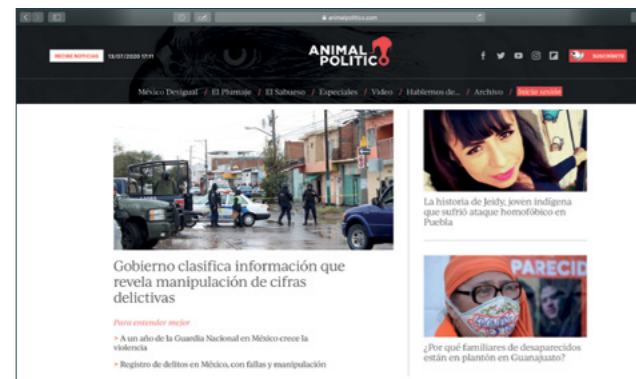 animalpolitico.com
RECIBE NOTICIAS 13/07/2020 17:11
ANIMAL
POLÍTICO
SUSCRÍBETE
México Desigual / El Plumaje / El Sabueso / Especiales / Video / Hablemos de... / Archivo / Inicia sesión
Gobierno clasifica información que
revela manipulación de cifras
delictivas
Para entender mejor
> A un año de la Guardia Nacional en México crece la
violencia
> Registro de delitos en México, con fallas y manipulación
La historia de Jeidy, joven indígena
que sufrió ataque homofóbico en
Puebla
PARECID
¿Por qué familiares de desaparecidos
están en plantón en Guanajuato?